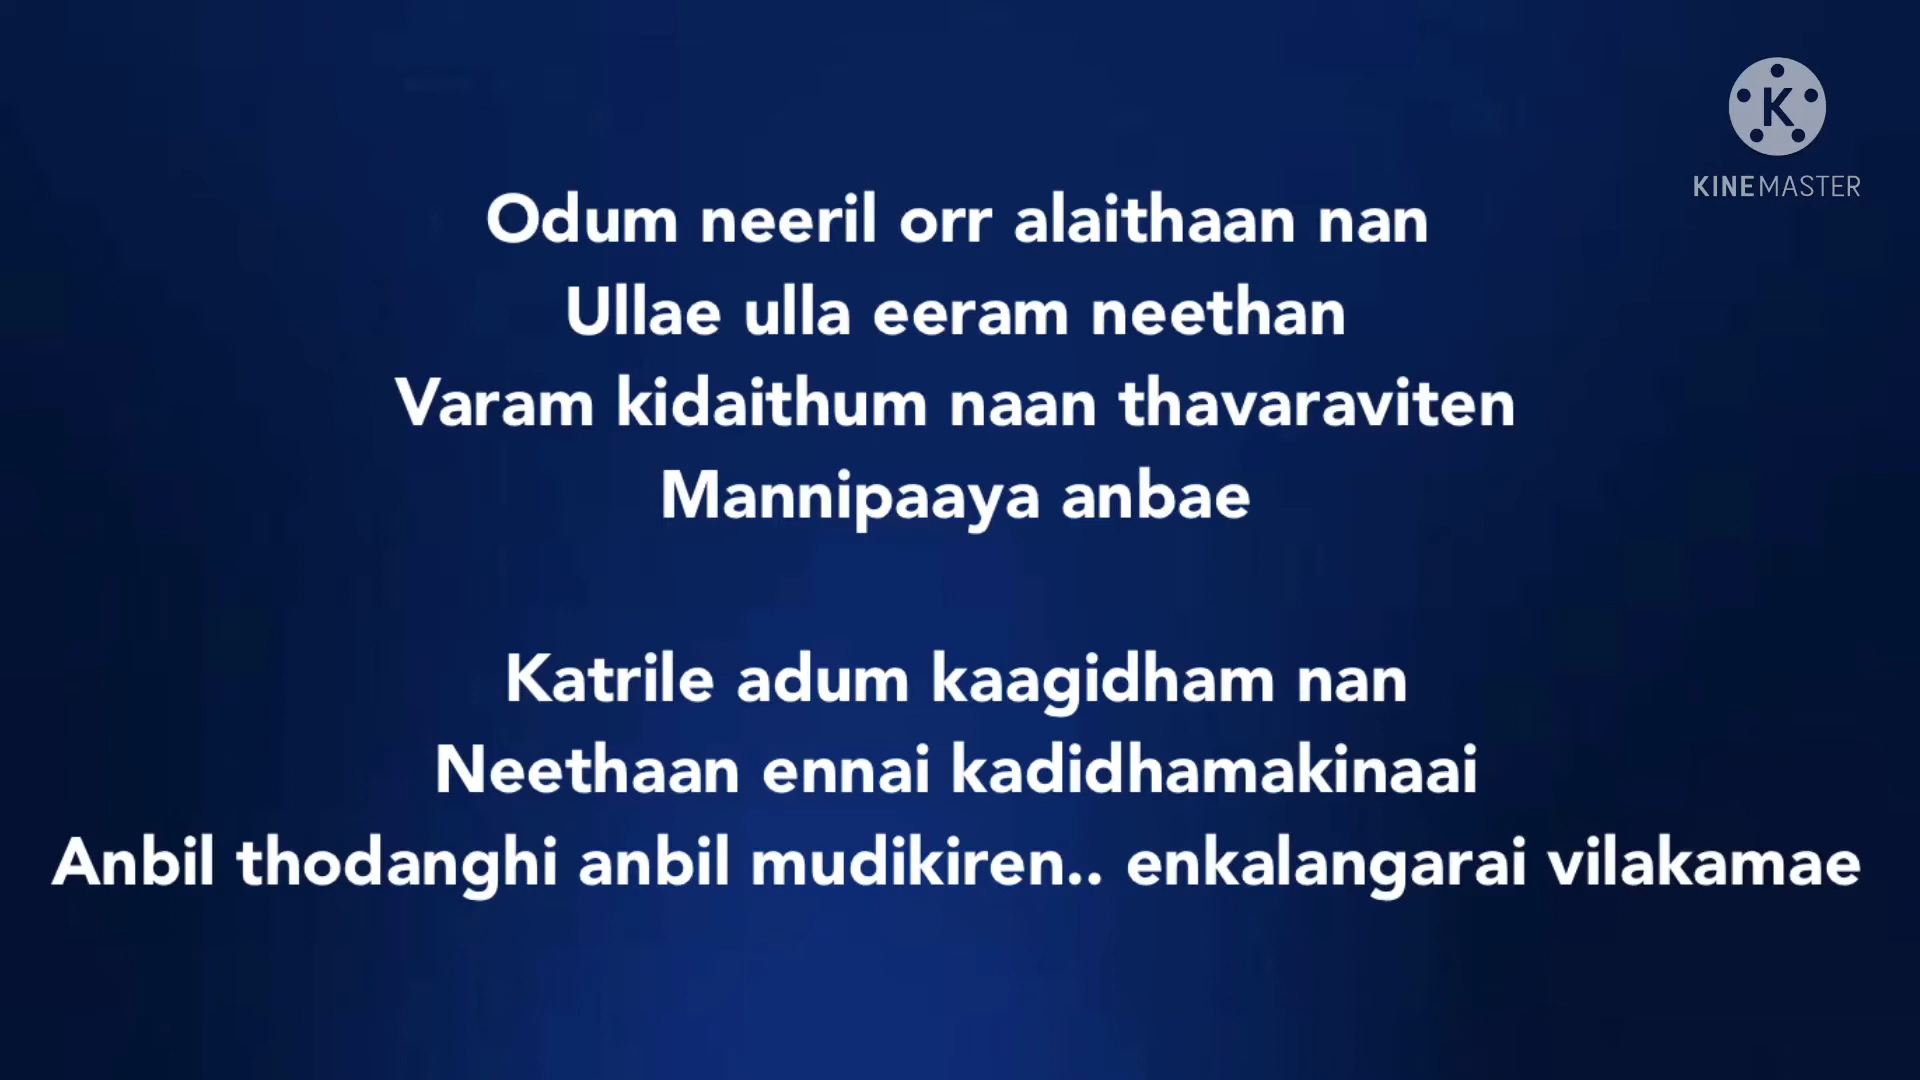 K
KINEMASTER
Odum neeril orr alaithaan nan
Ullae ulla eeram neethan
Varam kidaithum naan thavaraviten
Mannipaaya anbae
Katrile adum kaagidham nan
Neethaan ennai kadidhamakinaai
Anbil thodanghi anbil mudikiren.. enkalangarai vilakamae